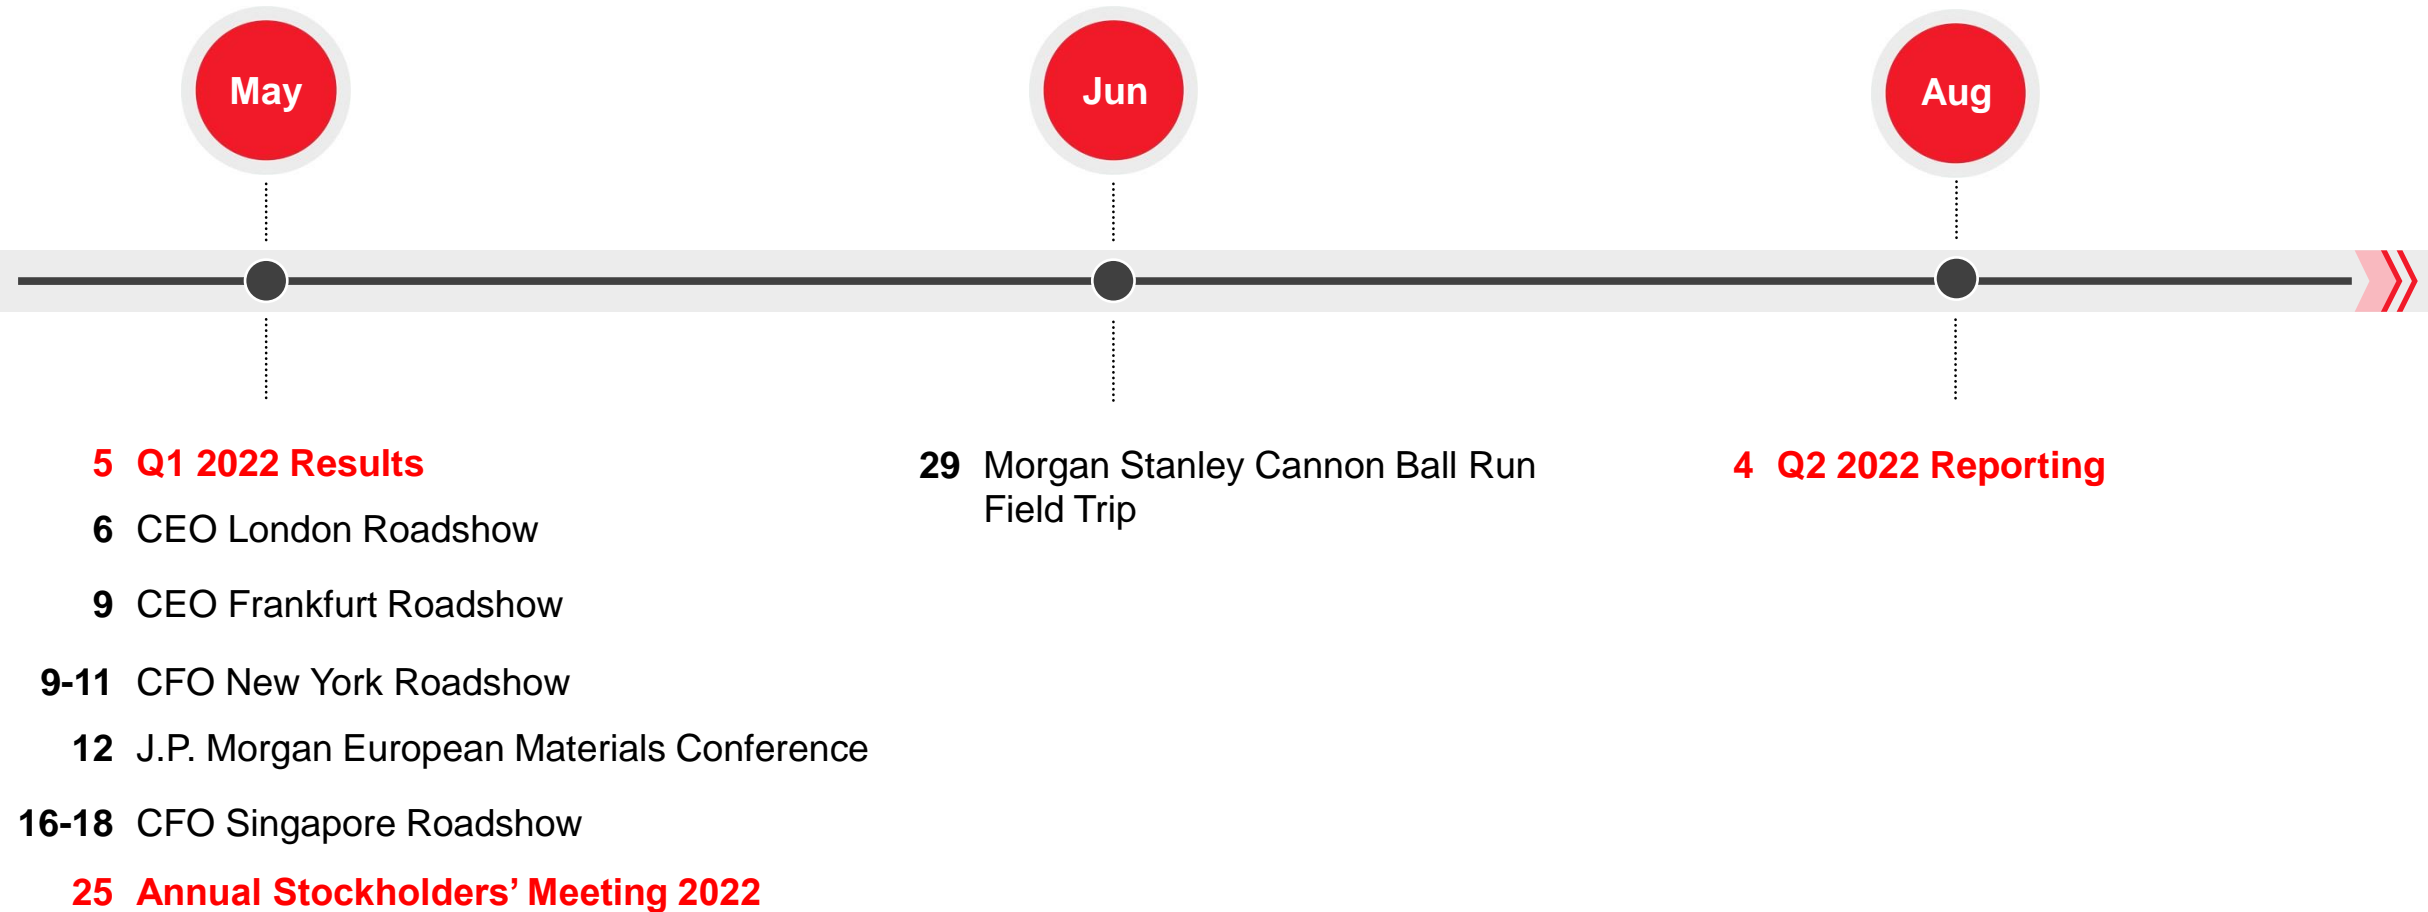 May
Jun
Aug
5 Q1 2022 Results
6 CEO London Roadshow
9 CEO Frankfurt Roadshow
9-11 CFO New York Roadshow
12 J.P. Morgan European Materials Conference
16-18 CFO Singapore Roadshow
25 Annual Stockholders’ Meeting 2022
29 Morgan Stanley Cannon Ball Run
Field Trip
4 Q2 2022 Reporting